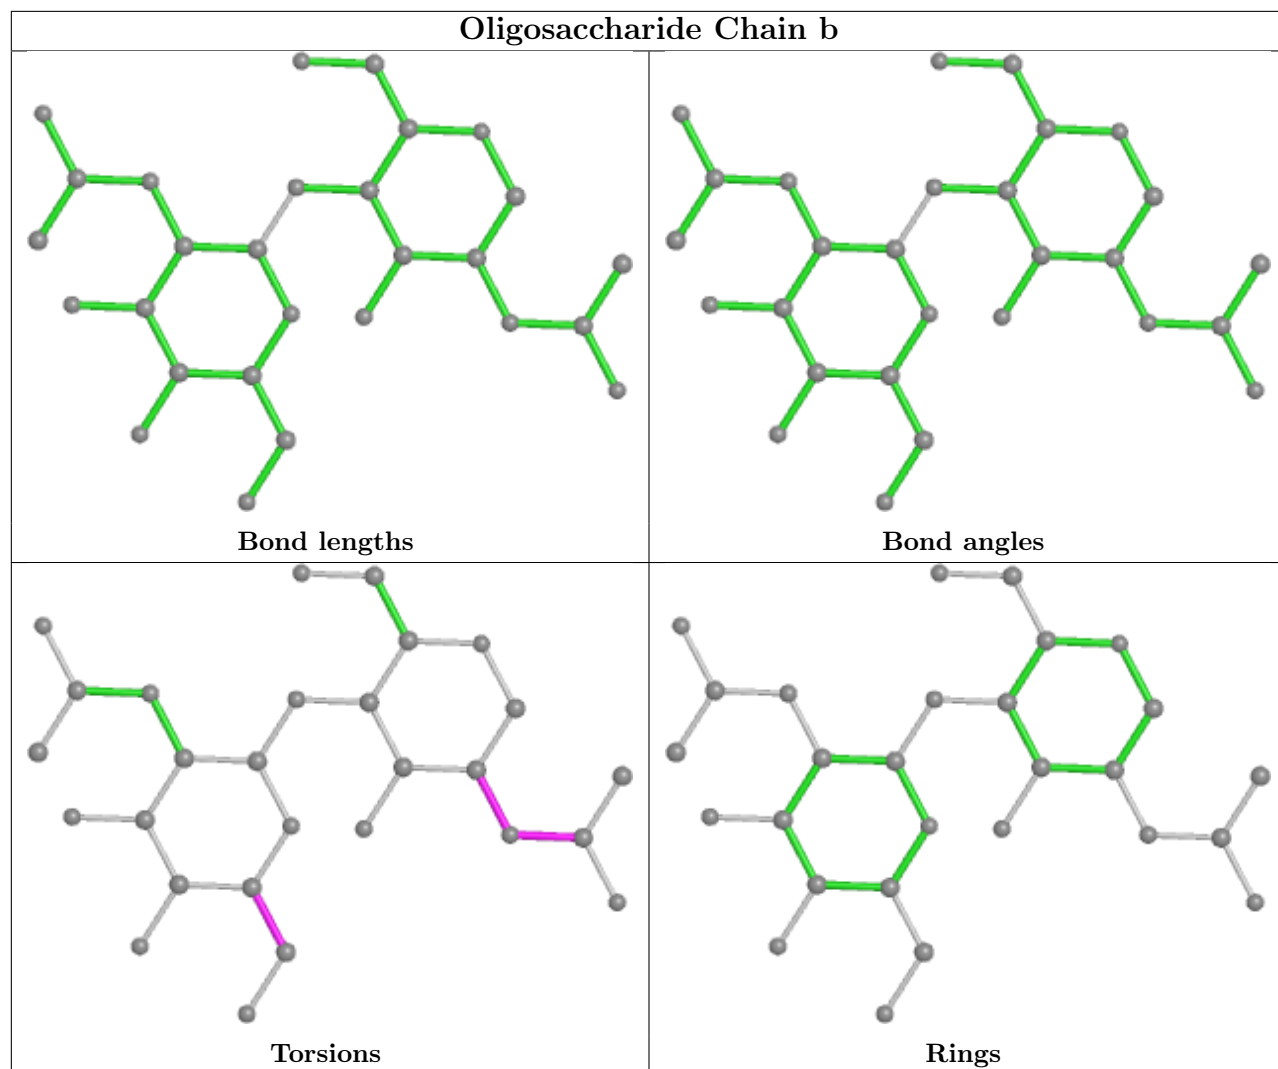 Oligosaccharide Chain b
Bond lengths
Bond angles
Torsions
Rings